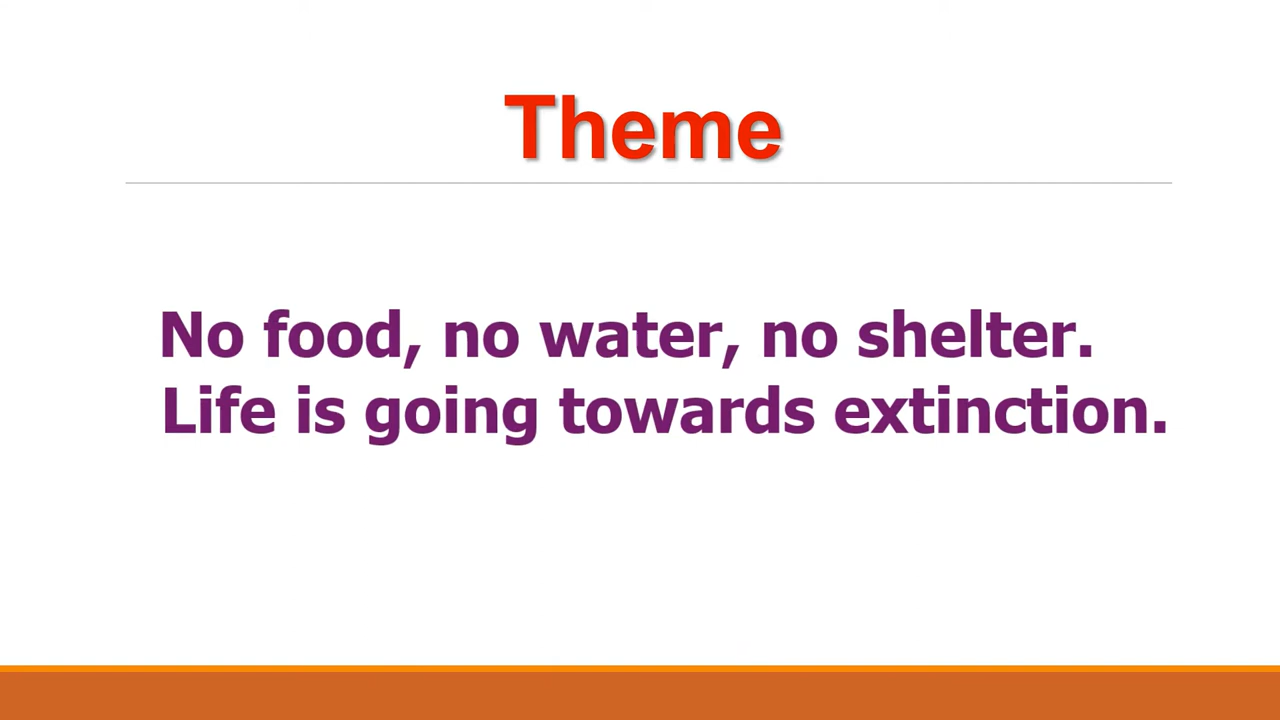 Theme
No food, no water, no shelter.
Life is going towards extinction.